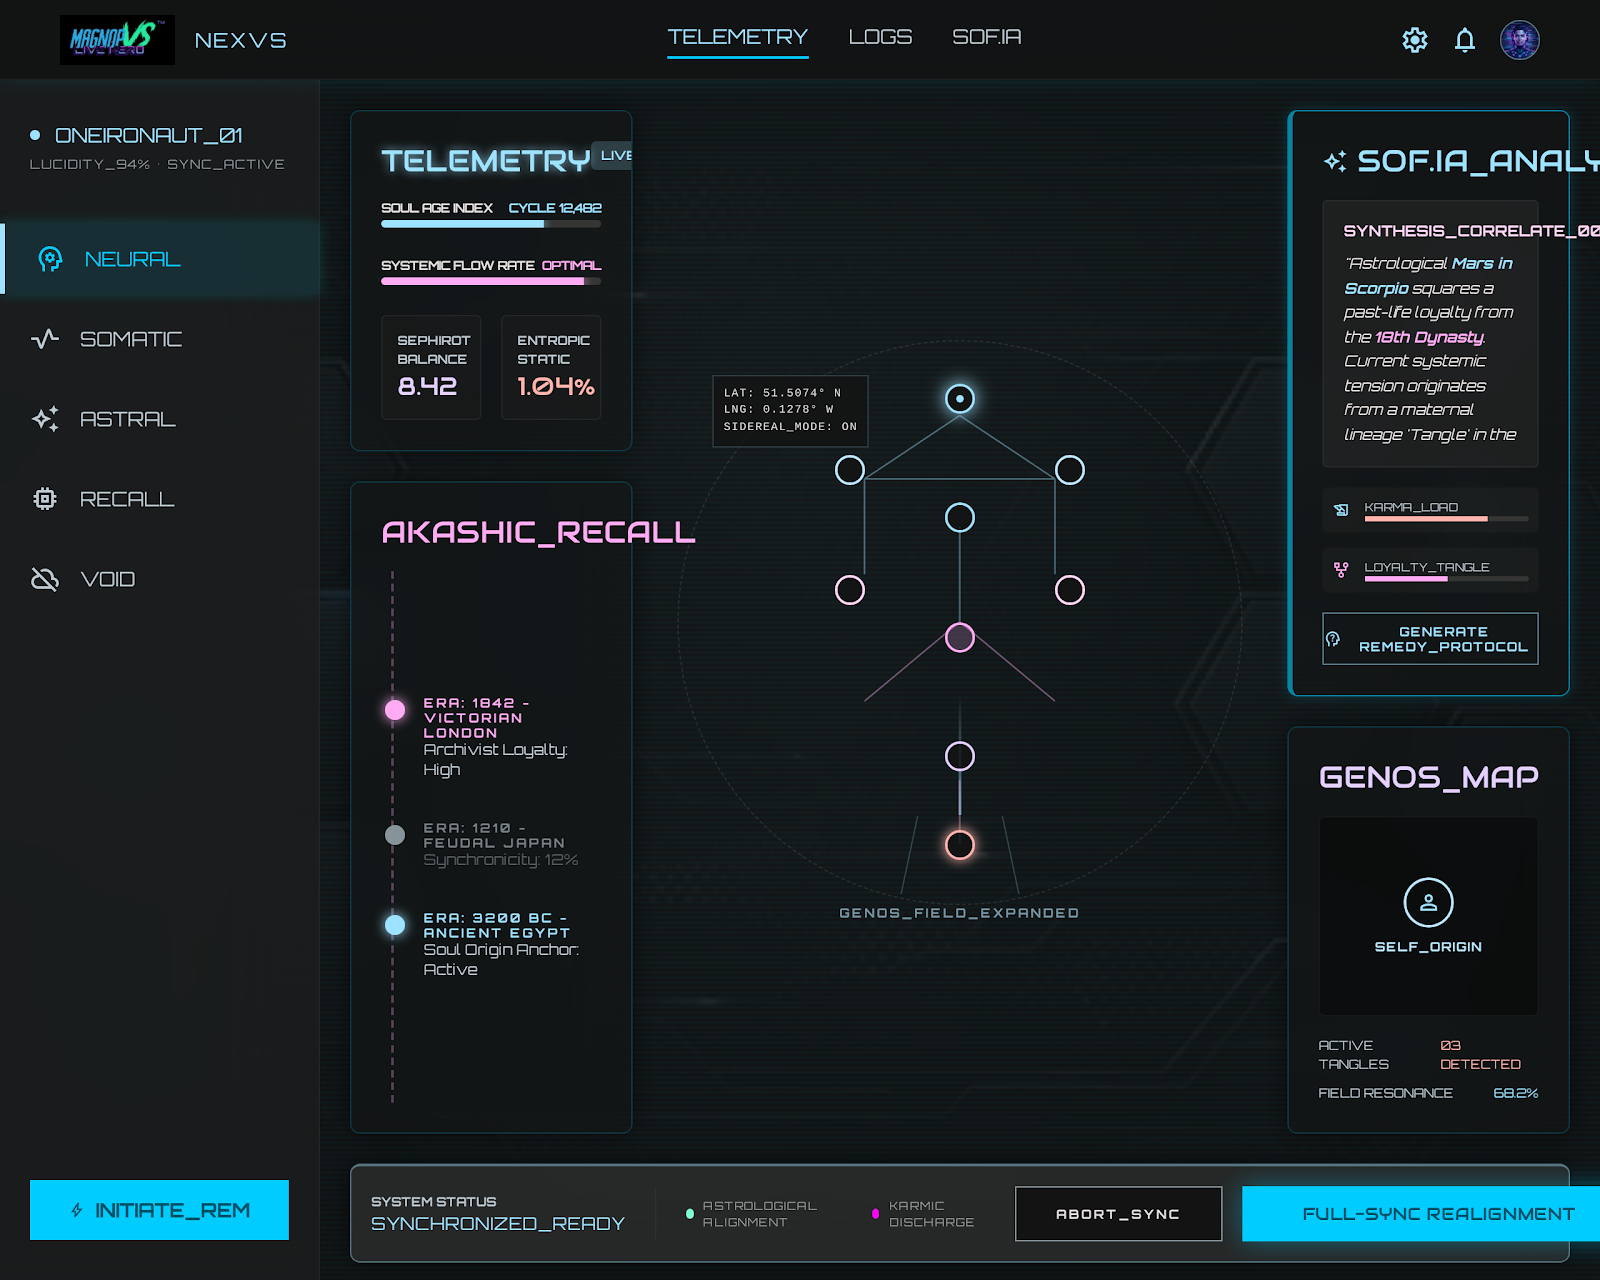 MAGNAVS™
LIVE HERO
NEXVS
TELEMETRY
LOGS
SOF.IA
ONEIRONAUT_01
LUCIDITY_94% · SYNC_ACTIVE
NEURAL
SOMATIC
ASTRAL
RECALL
VOID
INITIATE_REM
TELEMETRY
LIVE
SOUL AGE INDEX
CYCLE 12,482
SYSTEMIC FLOW RATE
OPTIMAL
SEPHIROT
BALANCE
8.42
ENTROPIC
STATIC
1.04%
AKASHIC_RECALL
ERA: 1842 -
VICTORIAN
LONDON
Archivist Loyalty:
High
ERA: 1210 -
FEUDAL JAPAN
Synchronicity: 12%
ERA: 3200 BC -
ANCIENT EGYPT
Soul Origin Anchor:
Active
LAT: 51.5074° N
LNG: 0.1278° W
SIDEREAL_MODE: ON
GENOS_FIELD_EXPANDED
SOF.IA_ANALY
SYNTHESIS_CORRELATE_00
"Astrological Mars in
Scorpio squares a
past-life loyalty from
the 18th Dynasty.
Current systemic
tension originates
from a maternal
lineage 'Tangle' in the
KARMA_LOAD
LOYALTY_TANGLE
GENERATE
REMEDY_PROTOCOL
GENOS_MAP
SELF_ORIGIN
ACTIVE
TANGLES
03
DETECTED
FIELD RESONANCE
68.2%
SYSTEM STATUS
SYNCHRONIZED_READY
ASTROLOGICAL
ALIGNMENT
KARMIC
DISCHARGE
ABORT_SYNC
FULL-SYNC REALIGNMENT